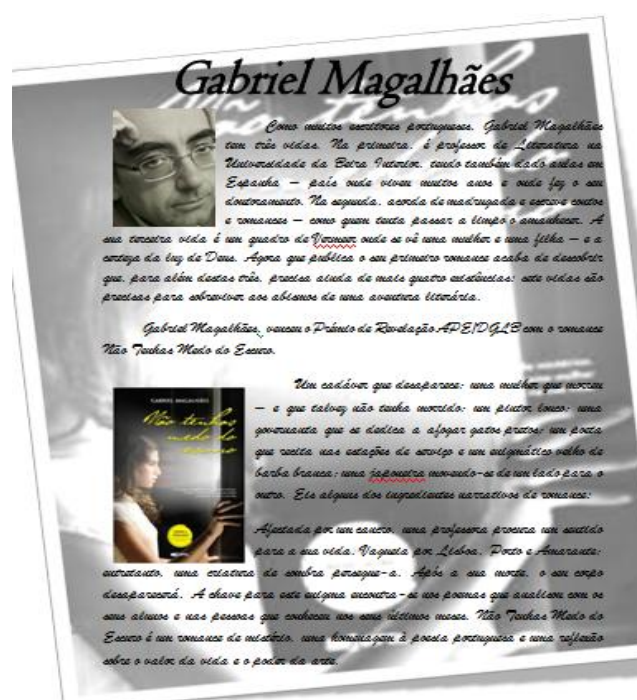 Gabriel Magalhães
Como muitos escritores portugueses, Gabriel Magalhães
tem três vidas. Na primeira, é professor de Literatura na
Universidade da Beira Interior, tendo também dado aulas em
Espanha – país onde viveu muitos anos e onde fez o seu
doutoramento. Na segunda, acorda de madrugada e escreve contos
e romances – como quem tenta passar a limpo o amanhecer. A
sua terceira vida é um quadro de Vermeer onde se vê uma mulher e uma filha – e a
certeza da luz de Deus. Agora que publica o seu primeiro romance acaba de descobrir
que, para além destas três, precisa ainda de mais quatro existências: sete vidas são
precisas para sobreviver aos abismos de uma aventura literária.
Gabriel Magalhães, venceu o Prémio de Revelação APE/DGLB com o romance
Não Tenhas Medo do Escuro.
Um cadáver que desaparece; uma mulher que morreu
– e que talvez não tenha morrido; um pintor louco; uma
governanta que se dedica a afogar gatos pretos; um poeta
que recita nas estações de serviço e um enigmático velho de
barba branca; uma japoneira movendo-se de um lado para o
outro. Eis alguns dos ingredientes narrativos do romance:
GABRIEL MAGALHÃES
Não tenhas
medo do
escuro
Afectada por um cancro, uma professora procura um sentido
para a sua vida. Vagueia por Lisboa, Porto e Amarante;
entretanto, uma criatura de sombra persegue-a. Após a sua morte, o seu corpo
desaparecerá. A chave para este enigma encontra-se nos poemas que analisou com os
seus alunos e nas pessoas que conheceu nos seus últimos meses. Não Tenhas Medo do
Escuro é um romance de mistério, uma homenagem à poesia portuguesa e uma reflexão
sobre o valor da vida e o poder da arte.